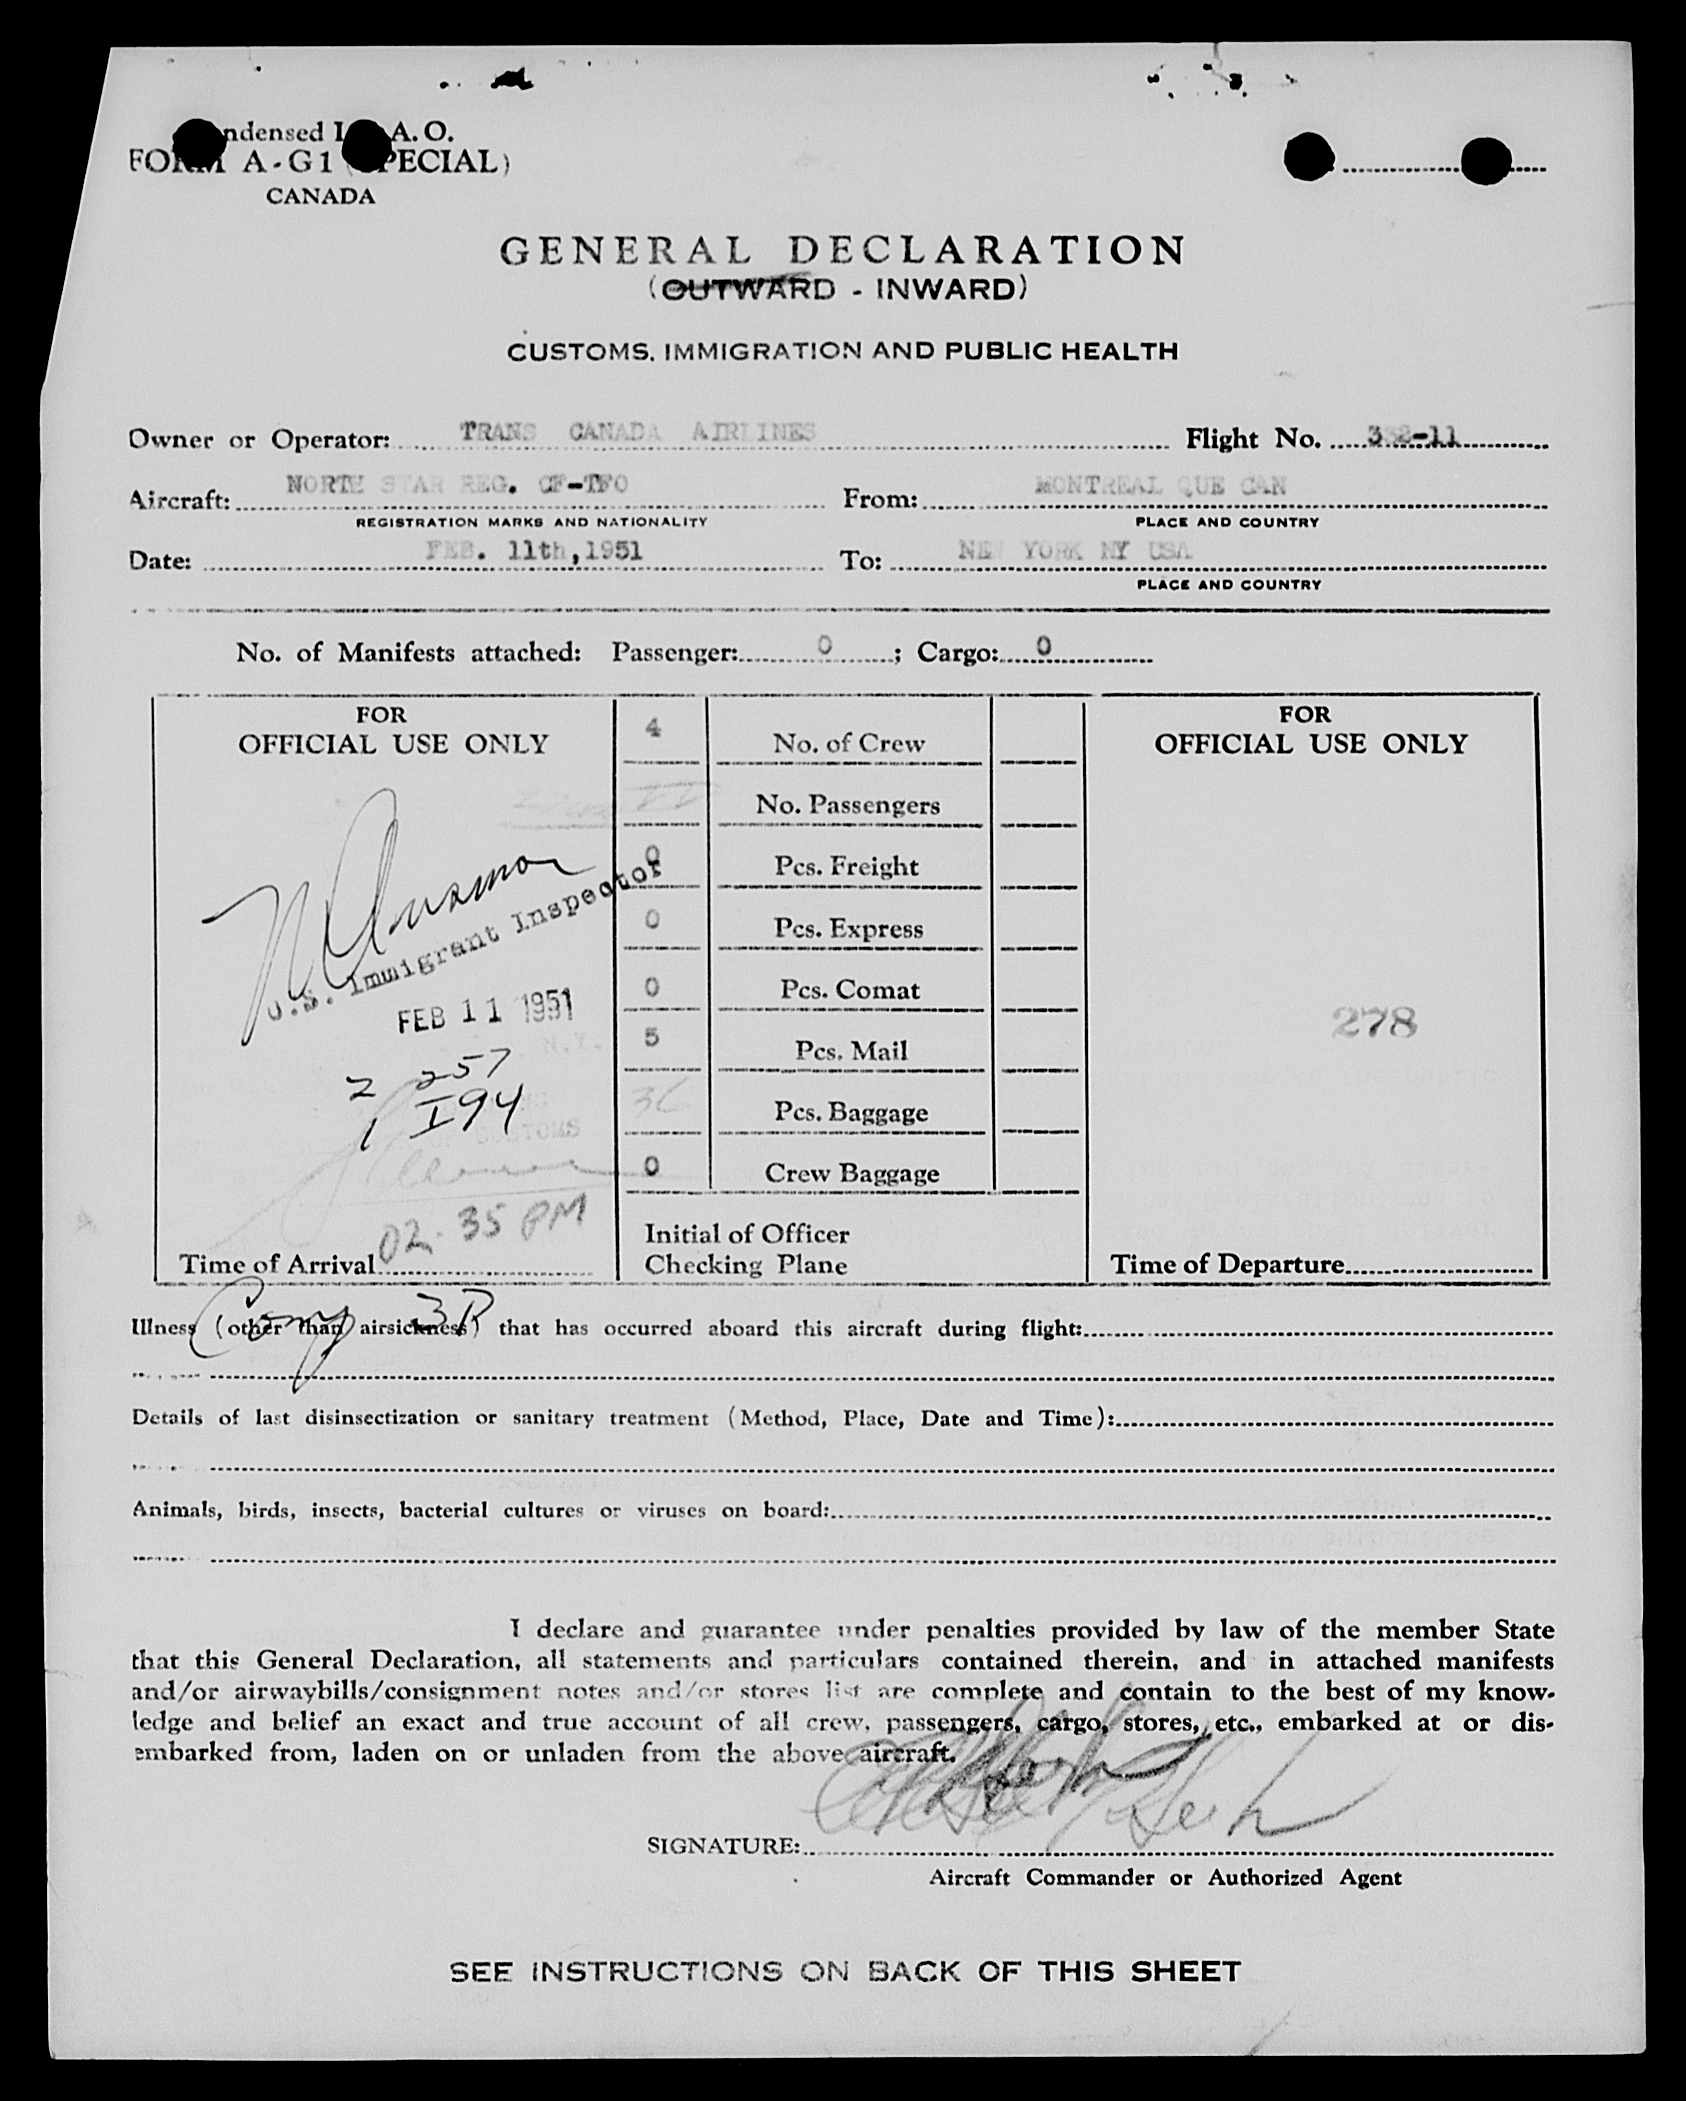 ndensed I A. O.
FORM A-G1 (SPECIAL)
CANADA
GENERAL DECLARATION
(OUTWARD - INWARD)
CUSTOMS, IMMIGRATION AND PUBLIC HEALTH
Owner or Operator: TRANS CANADA AIRLINES Flight No. 332-11
Aircraft: NORTH STAR REG. CF-TFO From: MONTREAL QUE CAN
REGISTRATION MARKS AND NATIONALITY PLACE AND COUNTRY
Date: FEB. 11th,1951 To: NEW YORK NY USA
PLACE AND COUNTRY
No. of Manifests attached: Passenger: 0 ; Cargo: 0
FOR
OFFICIAL USE ONLY
U.S. Immigrant Inspector
FEB 11 1951
2 257
1 I94
CUSTOMS
02.35 PM
Time of Arrival
4 No. of Crew
No. Passengers
0 Pcs. Freight
0 Pcs. Express
0 Pcs. Comat
5 Pcs. Mail
36 Pcs. Baggage
0 Crew Baggage
Initial of Officer
Checking Plane
FOR
OFFICIAL USE ONLY
278
Time of Departure
Comp 3R
Illness (other than airsickness) that has occurred aboard this aircraft during flight:
Details of last disinsectization or sanitary treatment (Method, Place, Date and Time):
Animals, birds, insects, bacterial cultures or viruses on board:
I declare and guarantee under penalties provided by law of the member State
that this General Declaration, all statements and particulars contained therein, and in attached manifests
and/or airwaybills/consignment notes and/or stores list are complete and contain to the best of my know-
ledge and belief an exact and true account of all crew, passengers, cargo, stores, etc., embarked at or dis-
embarked from, laden on or unladen from the above aircraft.
SIGNATURE:
Aircraft Commander or Authorized Agent
SEE INSTRUCTIONS ON BACK OF THIS SHEET